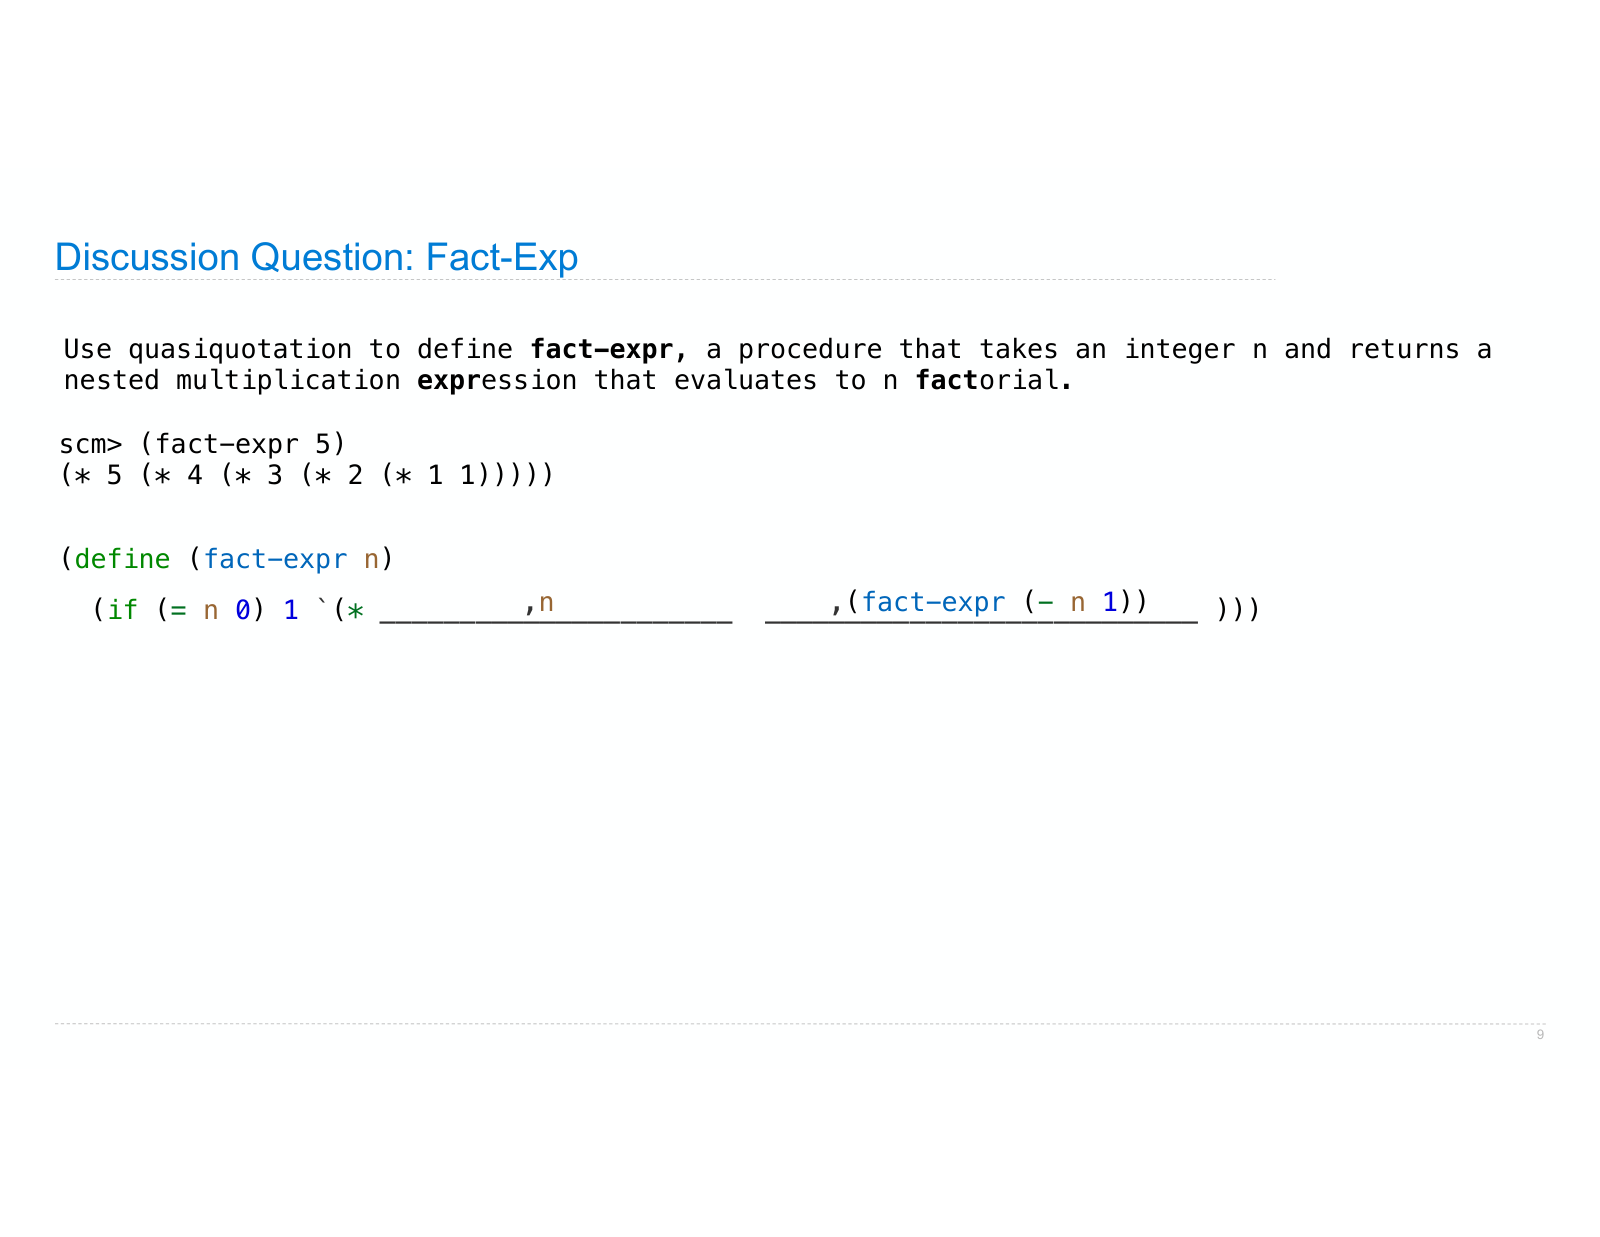 Discussion Question: Fact-Exp
Use quasiquotation to define fact-expr, a procedure that takes an integer n and returns a
nested multiplication expression that evaluates to n factorial.
scm> (fact-expr 5)
(* 5 (* 4 (* 3 (* 2 (* 1 1)))))
(define (fact-expr n)
(if (= n 0) 1 `(* ,n ,(fact-expr (- n 1)) )))
9